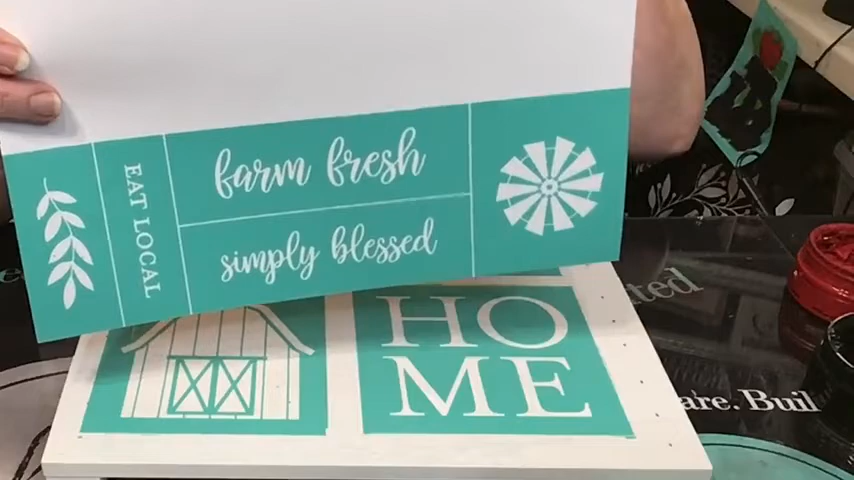 EAT LOCAL
farm fresh
simply blessed
HO
ME
are. Buil